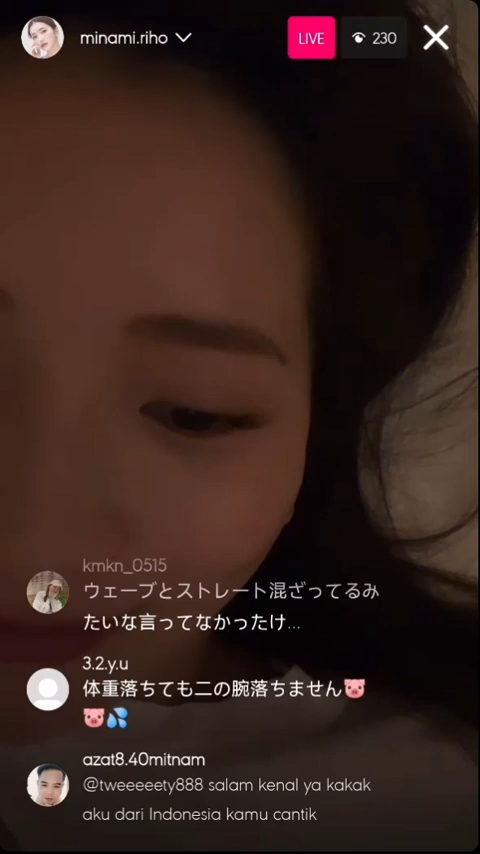 minami.riho
LIVE
230
kmkn_0515
ウェーブとストレート混ざってるみ
たいな言ってなかったけ…
3.2.y.u
体重落ちても二の腕落ちません🐷
🐷💦
azat8.40mitnam
@tweeeeety888 salam kenal ya kakak
aku dari Indonesia kamu cantik